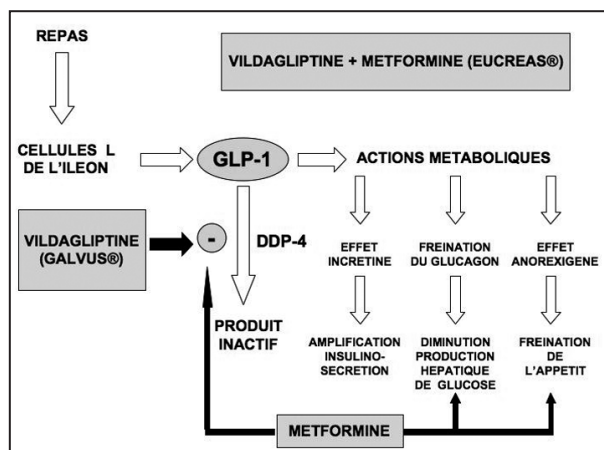 REPAS
VILDAGLIPTINE + METFORMINE (EUCREAS®)
CELLULES L
DE L'ILEON
GLP-1
ACTIONS METABOLIQUES
VILDAGLIPTINE
(GALVUS®)
-
DDP-4
EFFET
INCRETINE
FREINATION
DU GLUCAGON
EFFET
ANOREXIGENE
PRODUIT
INACTIF
AMPLIFICATION
INSULINO-
SECRETION
DIMINUTION
PRODUCTION
HEPATIQUE
DE GLUCOSE
FREINATION
DE
L'APPETIT
METFORMINE